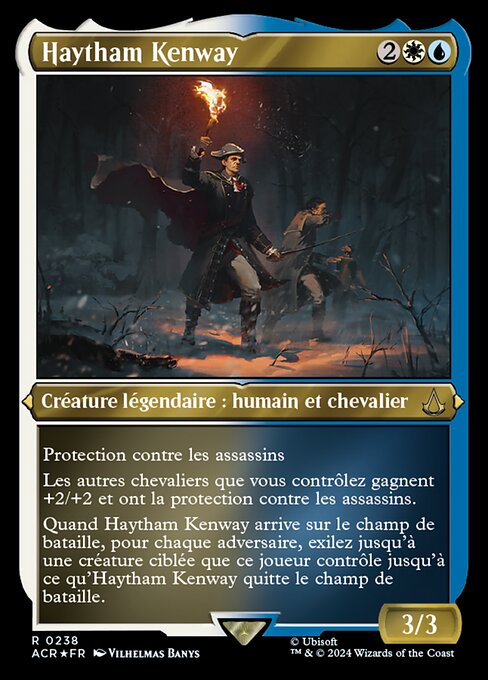 Haytham Kenway 2
Créature légendaire : humain et chevalier
Protection contre les assassins
Les autres chevaliers que vous contrôlez gagnent
+2/+2 et ont la protection contre les assassins.
Quand Haytham Kenway arrive sur le champ de
bataille, pour chaque adversaire, exilez jusqu'à
une créature ciblée que ce joueur contrôle jusqu'à
ce qu'Haytham Kenway quitte le champ de
bataille.
3/3
R 0238
ACR★FR Vilhelmas Banys
© Ubisoft
™ & © 2024 Wizards of the Coast